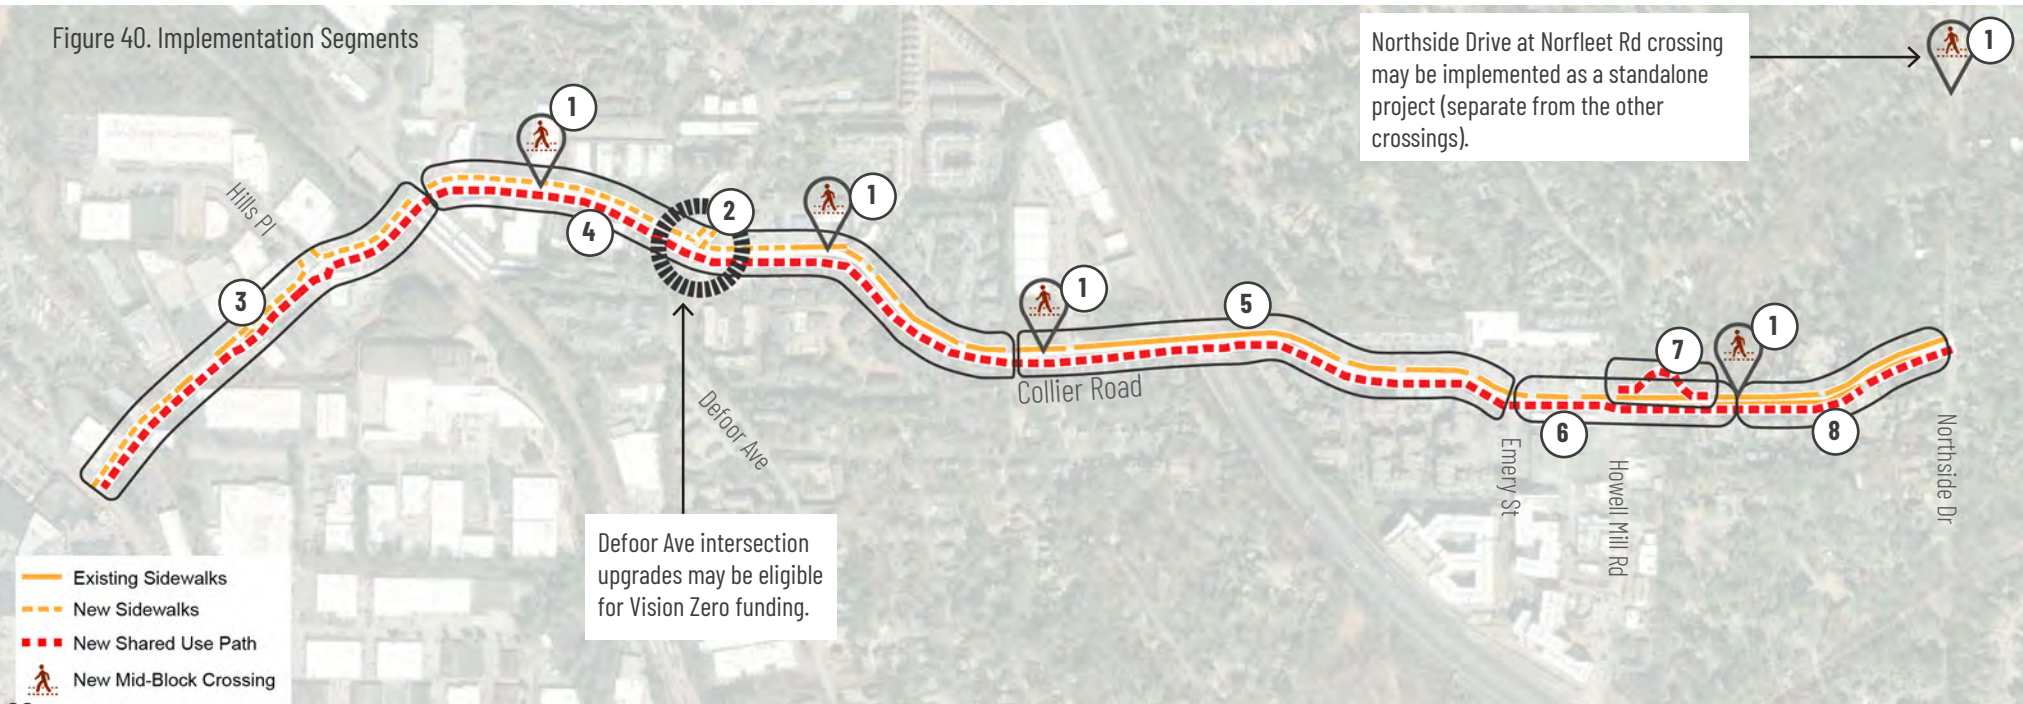 Figure 40. Implementation Segments
Northside Drive at Norfleet Rd crossing
may be implemented as a standalone
project (separate from the other
crossings).
1
1
2
1
Hills Pl
4
3
1
5
Collier Road
7
1
6
8
Defoor Ave
Emery St
Howell Mill Rd
Northside Dr
Defoor Ave intersection
upgrades may be eligible
for Vision Zero funding.
Existing Sidewalks
New Sidewalks
New Shared Use Path
New Mid-Block Crossing